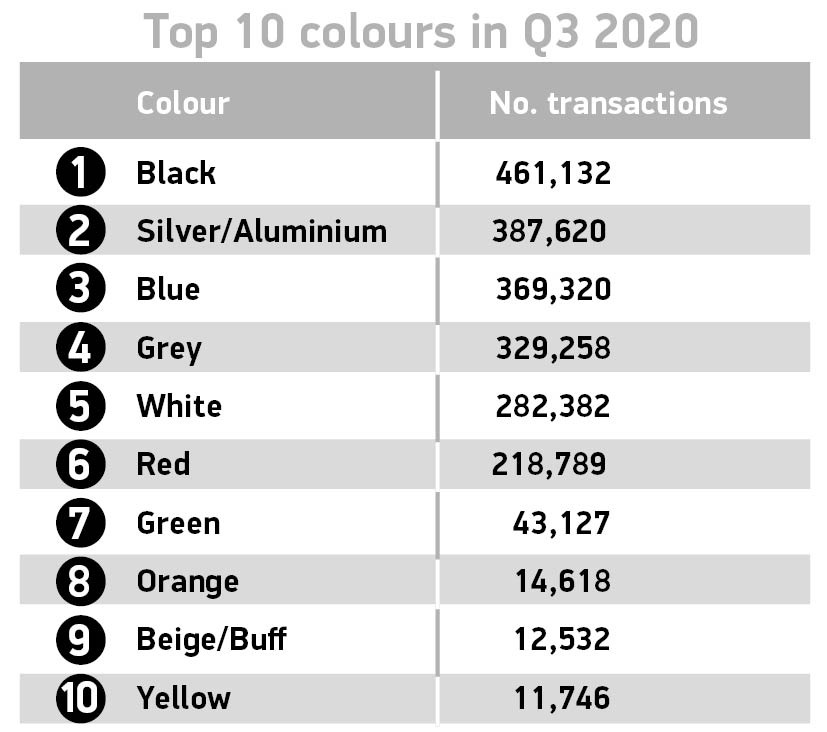 Top 10 colours in Q3 2020
Colour No. transactions
1 Black 461,132
2 Silver/Aluminium 387,620
3 Blue 369,320
4 Grey 329,258
5 White 282,382
6 Red 218,789
7 Green 43,127
8 Orange 14,618
9 Beige/Buff 12,532
10 Yellow 11,746